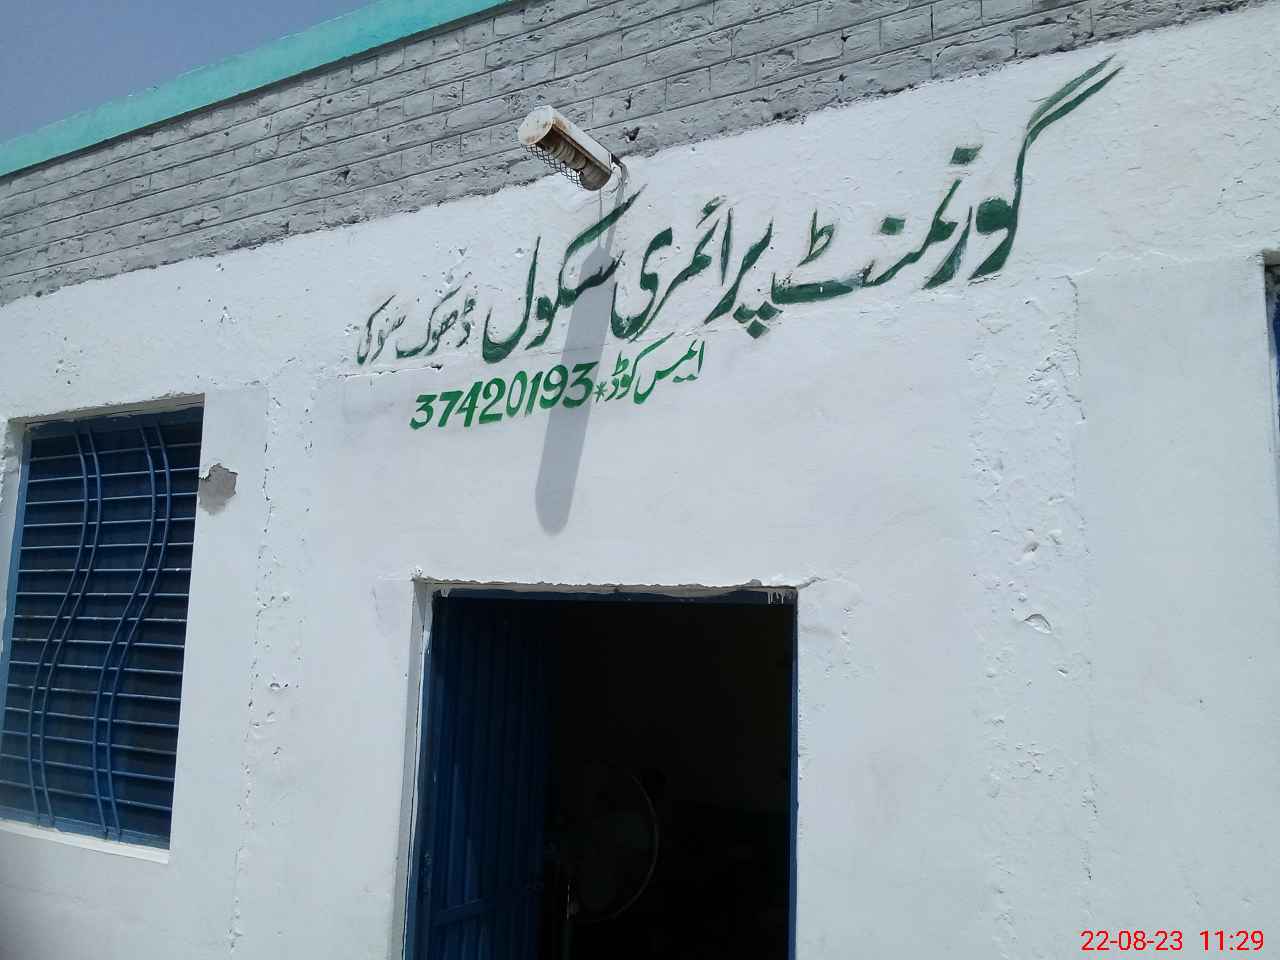 گورنمنٹ پرائمری سکول ڈھوک سنوکی
ایمس کوڈ*37420193
22-08-23 11:29